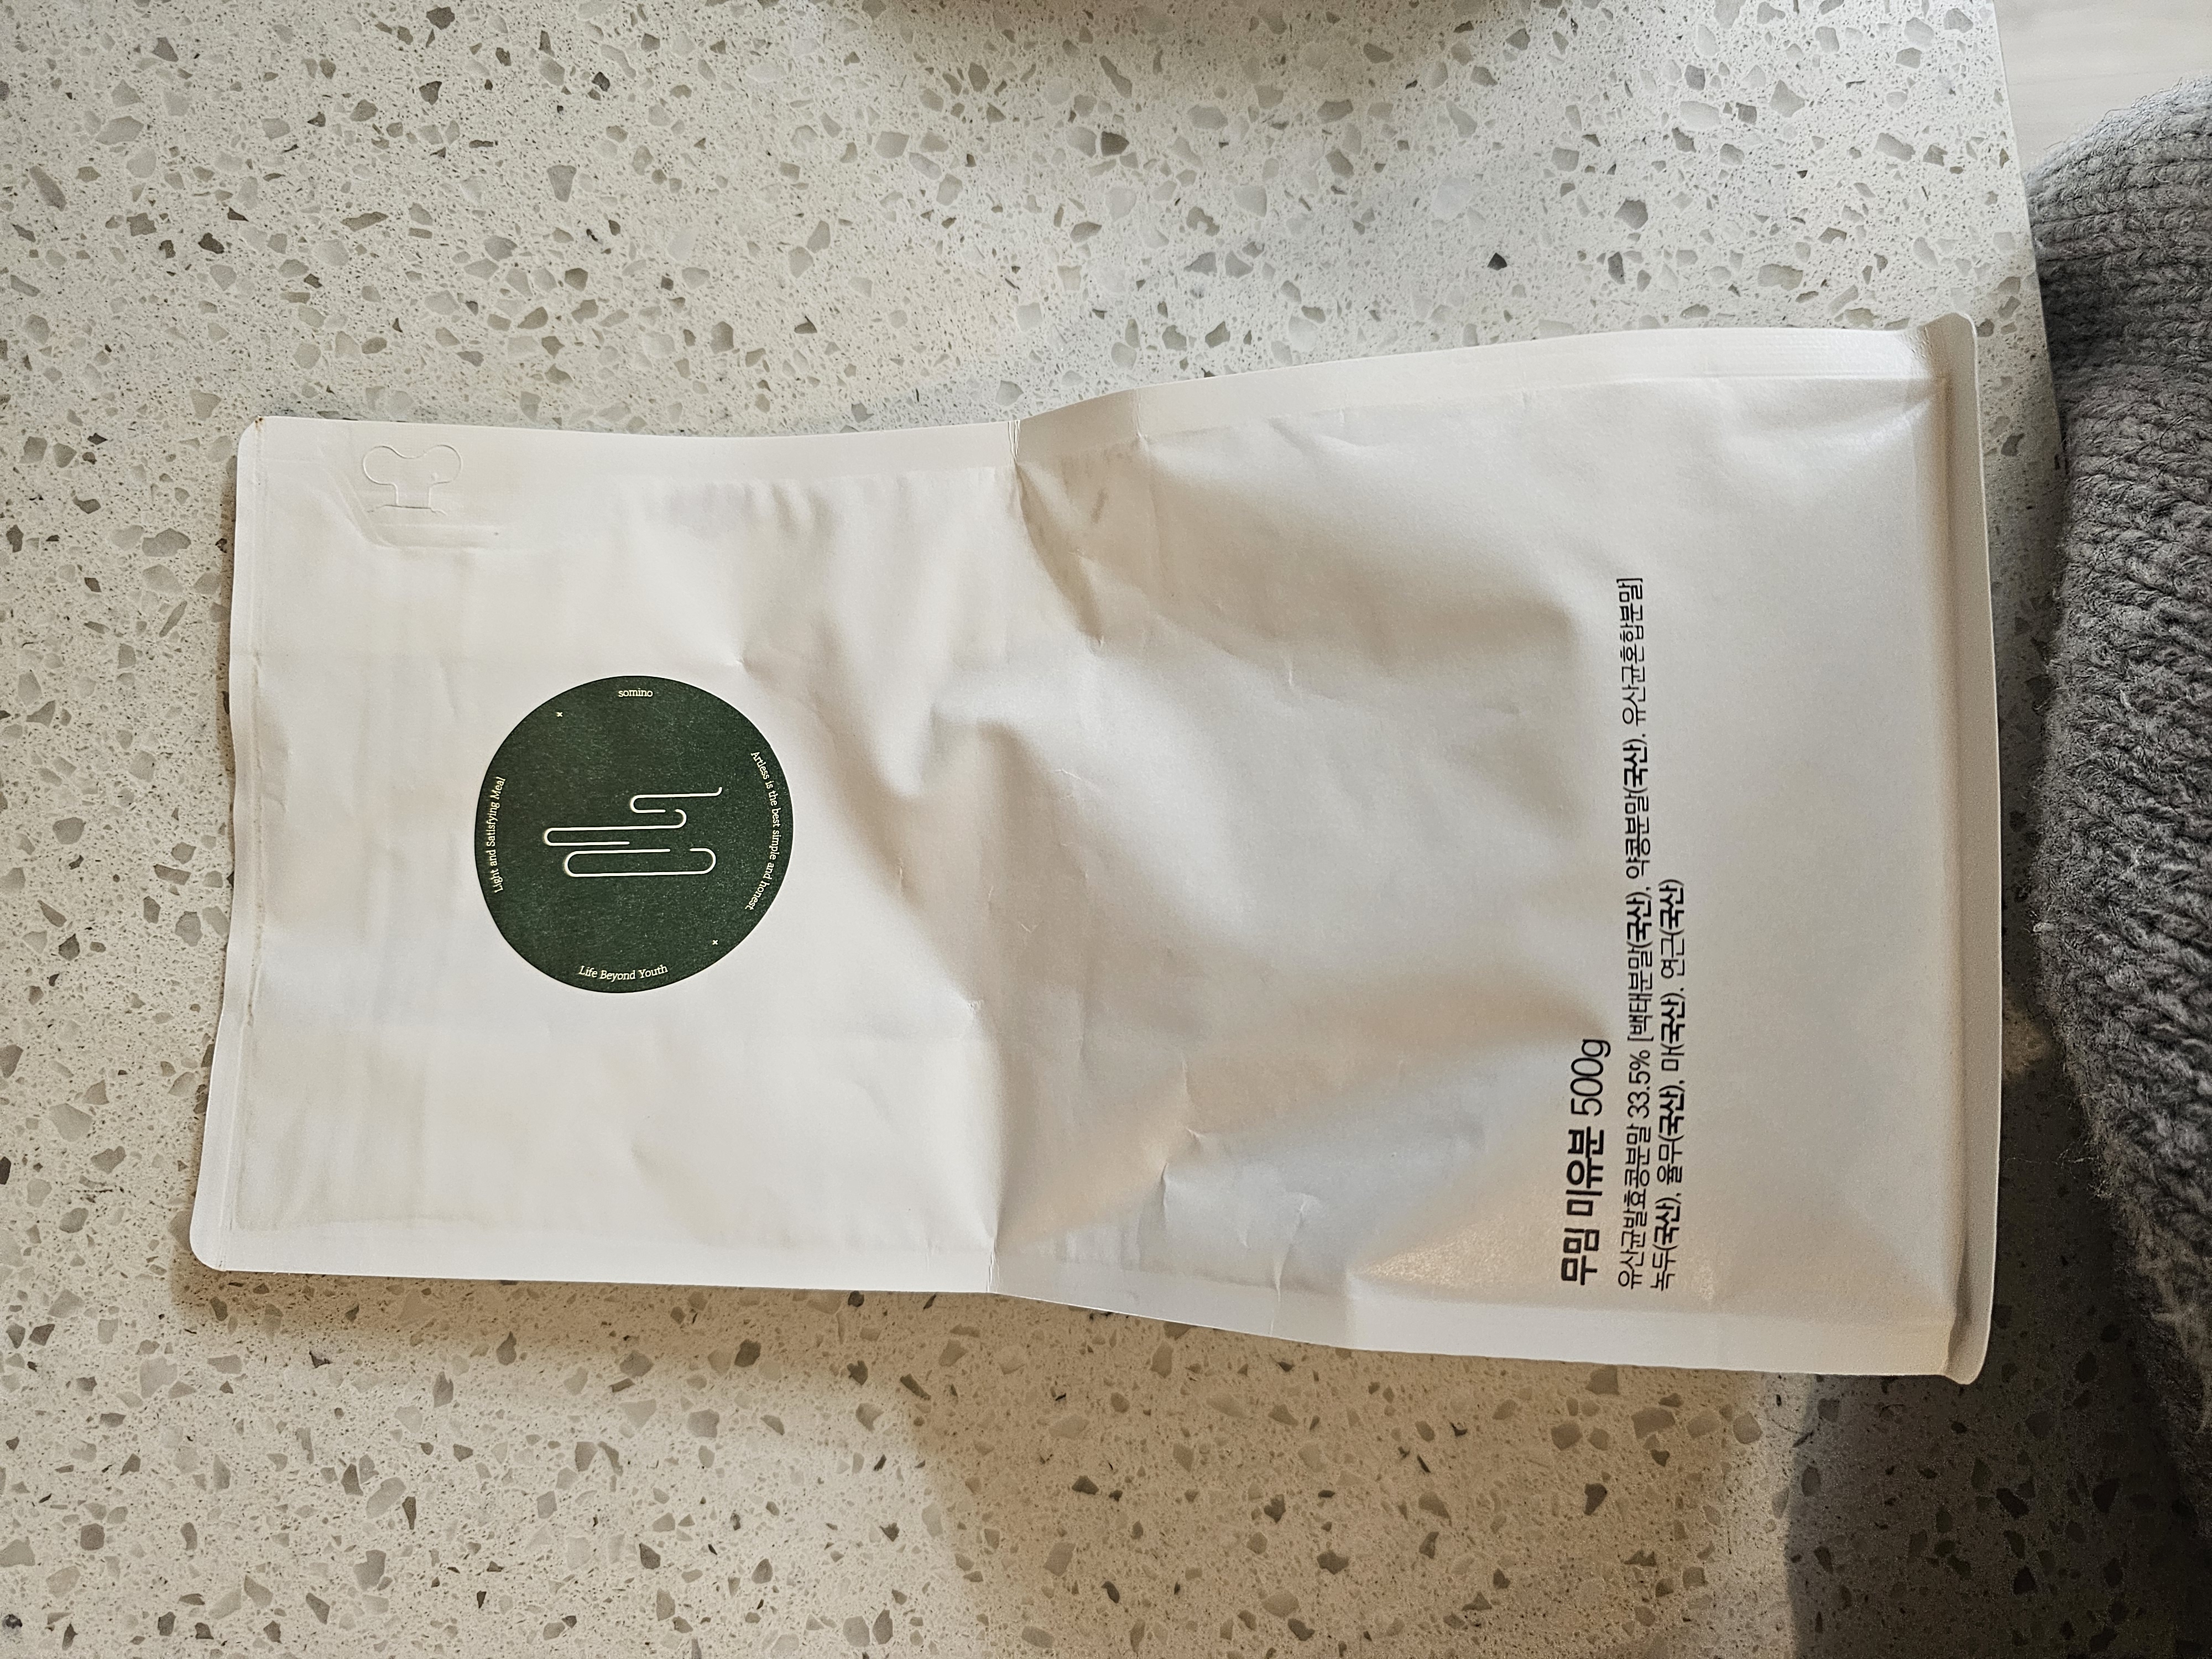 Light and Satisfying Meal
somino
Life Beyond Youth
Artless is the best simple and honest
무밈 미유분 500g
유산균발효콩분말 33.5% [백태분말(국산), 약콩분말(국산), 유산균혼합분말]
녹두(국산), 율무(국산), 마(국산), 연근(국산)